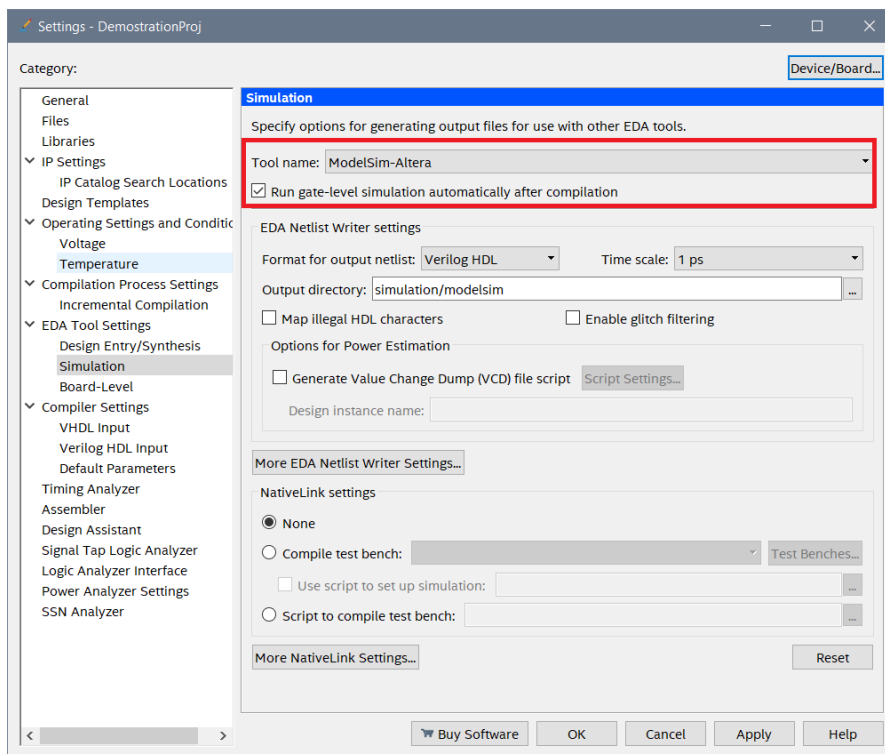 Settings - DemostrationProj
Category:
Device/Board...
General
Files
Libraries
IP Settings
IP Catalog Search Locations
Design Templates
Operating Settings and Conditic
Voltage
Temperature
Compilation Process Settings
Incremental Compilation
EDA Tool Settings
Design Entry/Synthesis
Simulation
Board-Level
Compiler Settings
VHDL Input
Verilog HDL Input
Default Parameters
Timing Analyzer
Assembler
Design Assistant
Signal Tap Logic Analyzer
Logic Analyzer Interface
Power Analyzer Settings
SSN Analyzer
Simulation
Specify options for generating output files for use with other EDA tools.
Tool name: ModelSim-Altera
Run gate-level simulation automatically after compilation
EDA Netlist Writer settings
Format for output netlist: Verilog HDL Time scale: 1 ps
Output directory: simulation/modelsim ...
Map illegal HDL characters Enable glitch filtering
Options for Power Estimation
Generate Value Change Dump (VCD) file script Script Settings...
Design instance name:
More EDA Netlist Writer Settings...
NativeLink settings
None
Compile test bench: Test Benches...
Use script to set up simulation: ...
Script to compile test bench: ...
More NativeLink Settings... Reset
Buy Software OK Cancel Apply Help